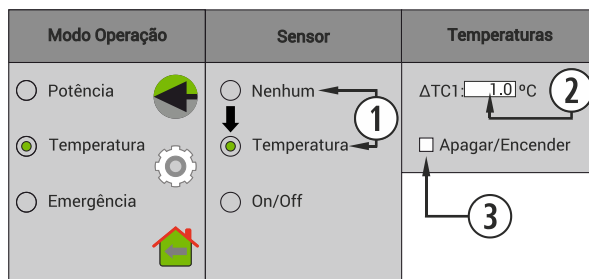 Modo Operação
Potência
Temperatura
Emergência
Sensor
Nenhum
Temperatura
On/Off
1
Temperaturas
ΔTC1: 1.0 ºC
2
Apagar/Encender
3